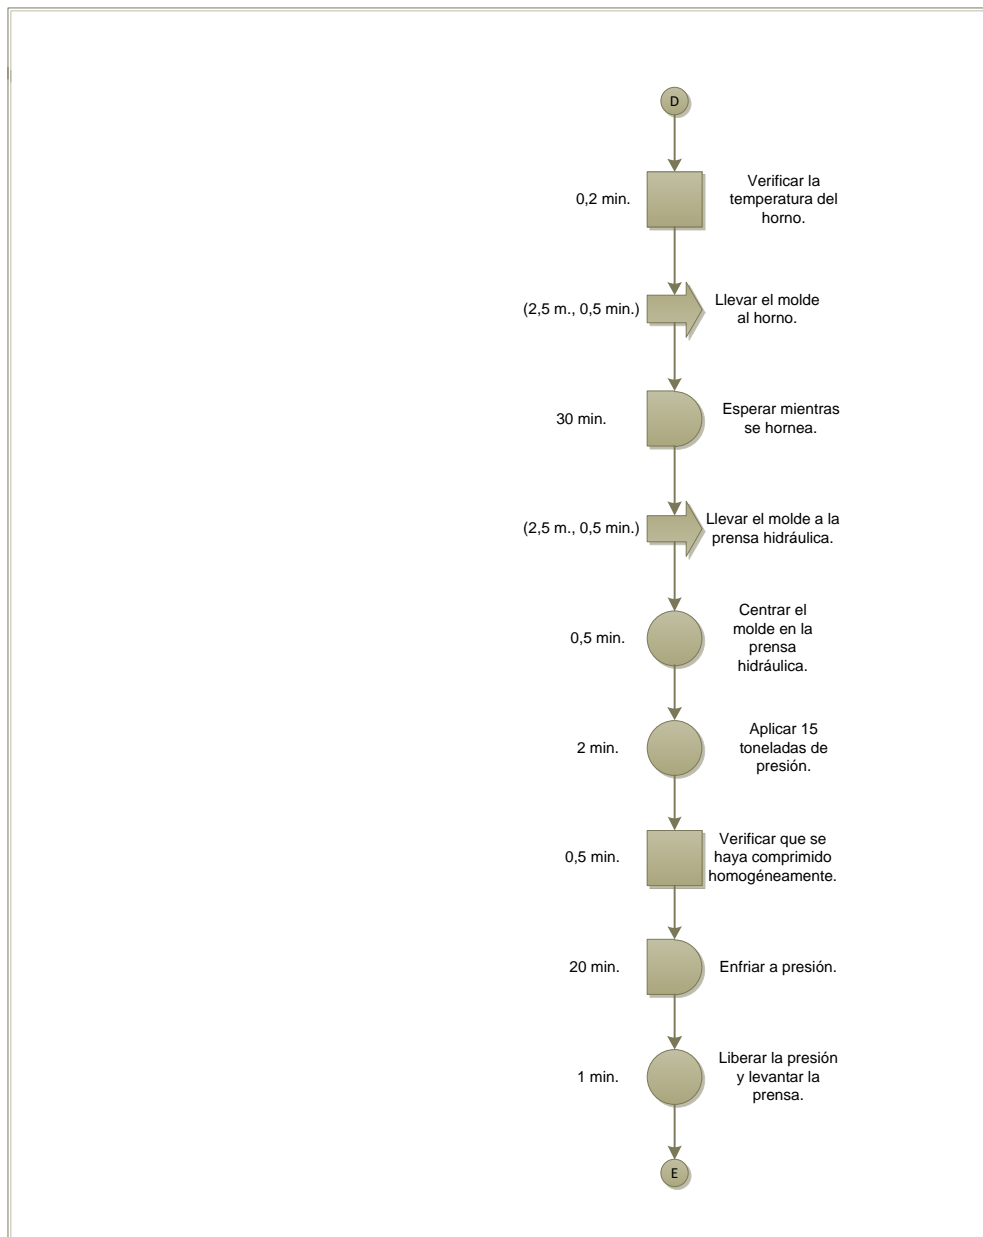 D
0,2 min.
Verificar la
temperatura del
horno.
(2,5 m., 0,5 min.)
Llevar el molde
al horno.
30 min.
Esperar mientras
se hornea.
(2,5 m., 0,5 min.)
Llevar el molde a la
prensa hidráulica.
0,5 min.
Centrar el
molde en la
prensa
hidráulica.
2 min.
Aplicar 15
toneladas de
presión.
0,5 min.
Verificar que se
haya comprimido
homogéneamente.
20 min.
Enfriar a presión.
1 min.
Liberar la presión
y levantar la
prensa.
E